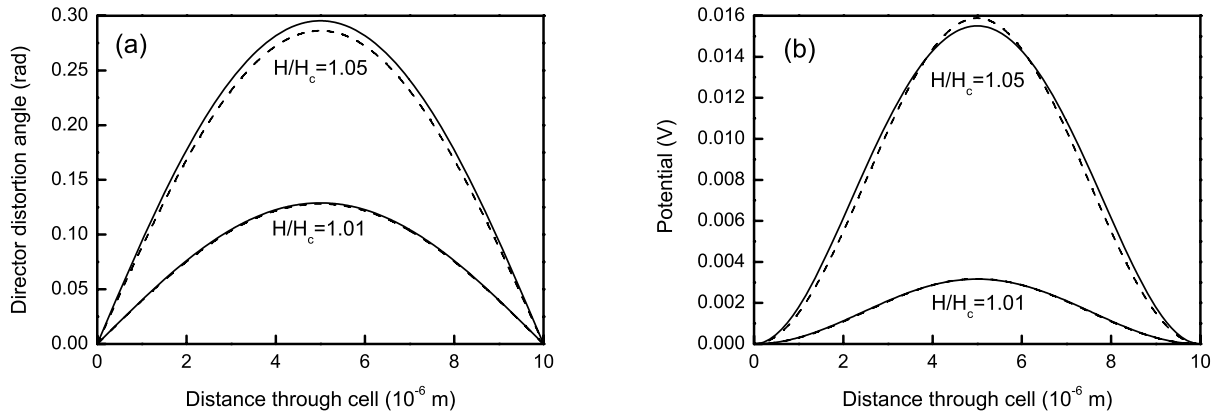 (a)
Director distortion angle (rad)
0.30
0.25
0.20
0.15
0.10
0.05
0.00
H/Hc=1.05
H/Hc=1.01
0 2 4 6 8 10
Distance through cell (10-6 m)
(b)
Potential (V)
0.016
0.014
0.012
0.010
0.008
0.006
0.004
0.002
0.000
H/Hc=1.05
H/Hc=1.01
0 2 4 6 8 10
Distance through cell (10-6 m)